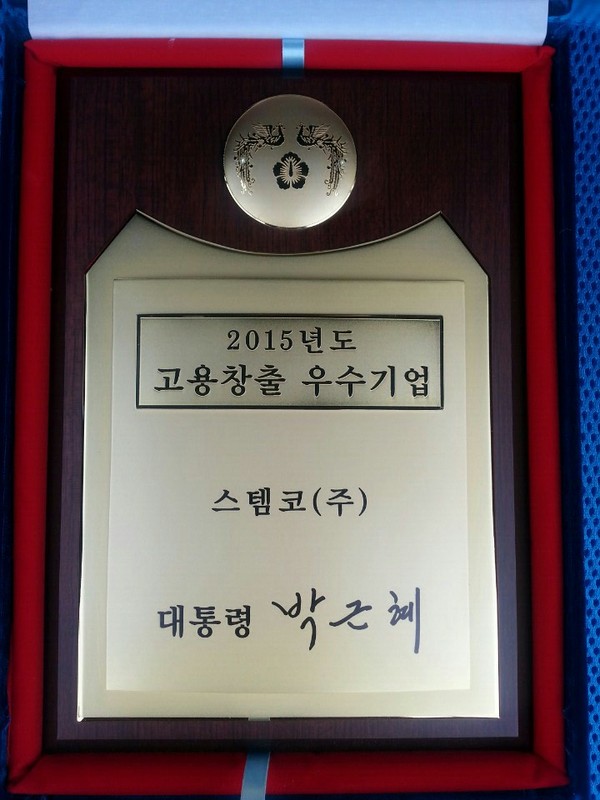 2015년도
고용창출 우수기업
스템코(주)
대통령 박근혜